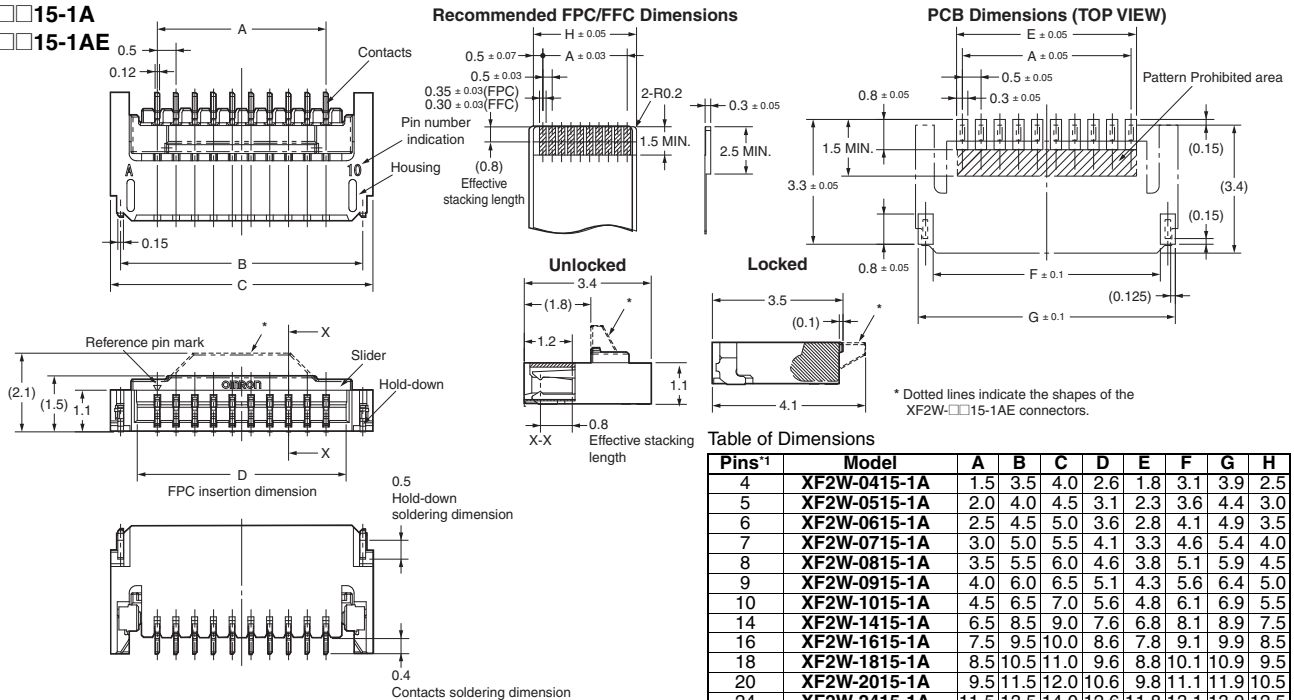 □□15-1A
□□15-1AE
A
0.5
0.12
Contacts
Pin number
indication
Housing
A
10
0.15
B
C
Recommended FPC/FFC Dimensions
H ± 0.05
0.5 ± 0.07
A ± 0.03
0.5 ± 0.03
0.35 ± 0.03(FPC)
0.30 ± 0.03(FFC)
2-R0.2
0.3 ± 0.05
1.5 MIN.
2.5 MIN.
(0.8)
Effective
stacking length
PCB Dimensions (TOP VIEW)
E ± 0.05
A ± 0.05
0.5 ± 0.05
Pattern Prohibited area
0.8 ± 0.05
0.3 ± 0.05
1.5 MIN.
(0.15)
3.3 ± 0.05
(3.4)
(0.15)
0.8 ± 0.05
F ± 0.1
(0.125)
G ± 0.1
Unlocked
3.4
(1.8)
*
1.2
1.1
0.8
X-X
Effective stacking
length
Locked
3.5
(0.1)
*
4.1
* Dotted lines indicate the shapes of the
XF2W-□□15-1AE connectors.
*
X
Reference pin mark
Slider
OMRON
Hold-down
(2.1)
(1.5)
1.1
X
D
FPC insertion dimension
0.5
Hold-down
soldering dimension
0.4
Contacts soldering dimension
Table of Dimensions
Pins*1 Model A B C D E F G H
4 XF2W-0415-1A 1.5 3.5 4.0 2.6 1.8 3.1 3.9 2.5
5 XF2W-0515-1A 2.0 4.0 4.5 3.1 2.3 3.6 4.4 3.0
6 XF2W-0615-1A 2.5 4.5 5.0 3.6 2.8 4.1 4.9 3.5
7 XF2W-0715-1A 3.0 5.0 5.5 4.1 3.3 4.6 5.4 4.0
8 XF2W-0815-1A 3.5 5.5 6.0 4.6 3.8 5.1 5.9 4.5
9 XF2W-0915-1A 4.0 6.0 6.5 5.1 4.3 5.6 6.4 5.0
10 XF2W-1015-1A 4.5 6.5 7.0 5.6 4.8 6.1 6.9 5.5
14 XF2W-1415-1A 6.5 8.5 9.0 7.6 6.8 8.1 8.9 7.5
16 XF2W-1615-1A 7.5 9.5 10.0 8.6 7.8 9.1 9.9 8.5
18 XF2W-1815-1A 8.5 10.5 11.0 9.6 8.8 10.1 10.9 9.5
20 XF2W-2015-1A 9.5 11.5 12.0 10.6 9.8 11.1 11.9 10.5